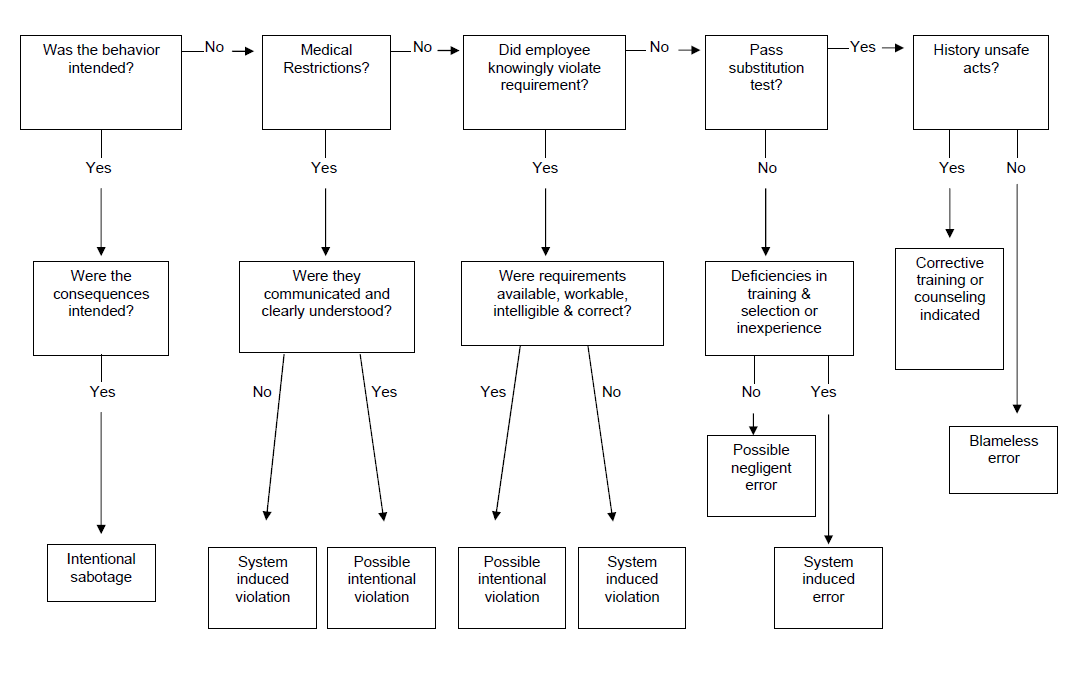 Was the behavior
intended?
No
Medical
Restrictions?
No
Did employee
knowingly violate
requirement?
No
Pass
substitution
test?
Yes
History unsafe
acts?
Yes
Yes
Yes
No
Yes
No
Were the
consequences
intended?
Were they
communicated and
clearly understood?
Were requirements
available, workable,
intelligible & correct?
Deficiencies in
training &
selection or
inexperience
Corrective
training or
counseling
indicated
Yes
No
Yes
Yes
No
No
Yes
Possible
negligent
error
Blameless
error
Intentional
sabotage
System
induced
violation
Possible
intentional
violation
Possible
intentional
violation
System
induced
violation
System
induced
error